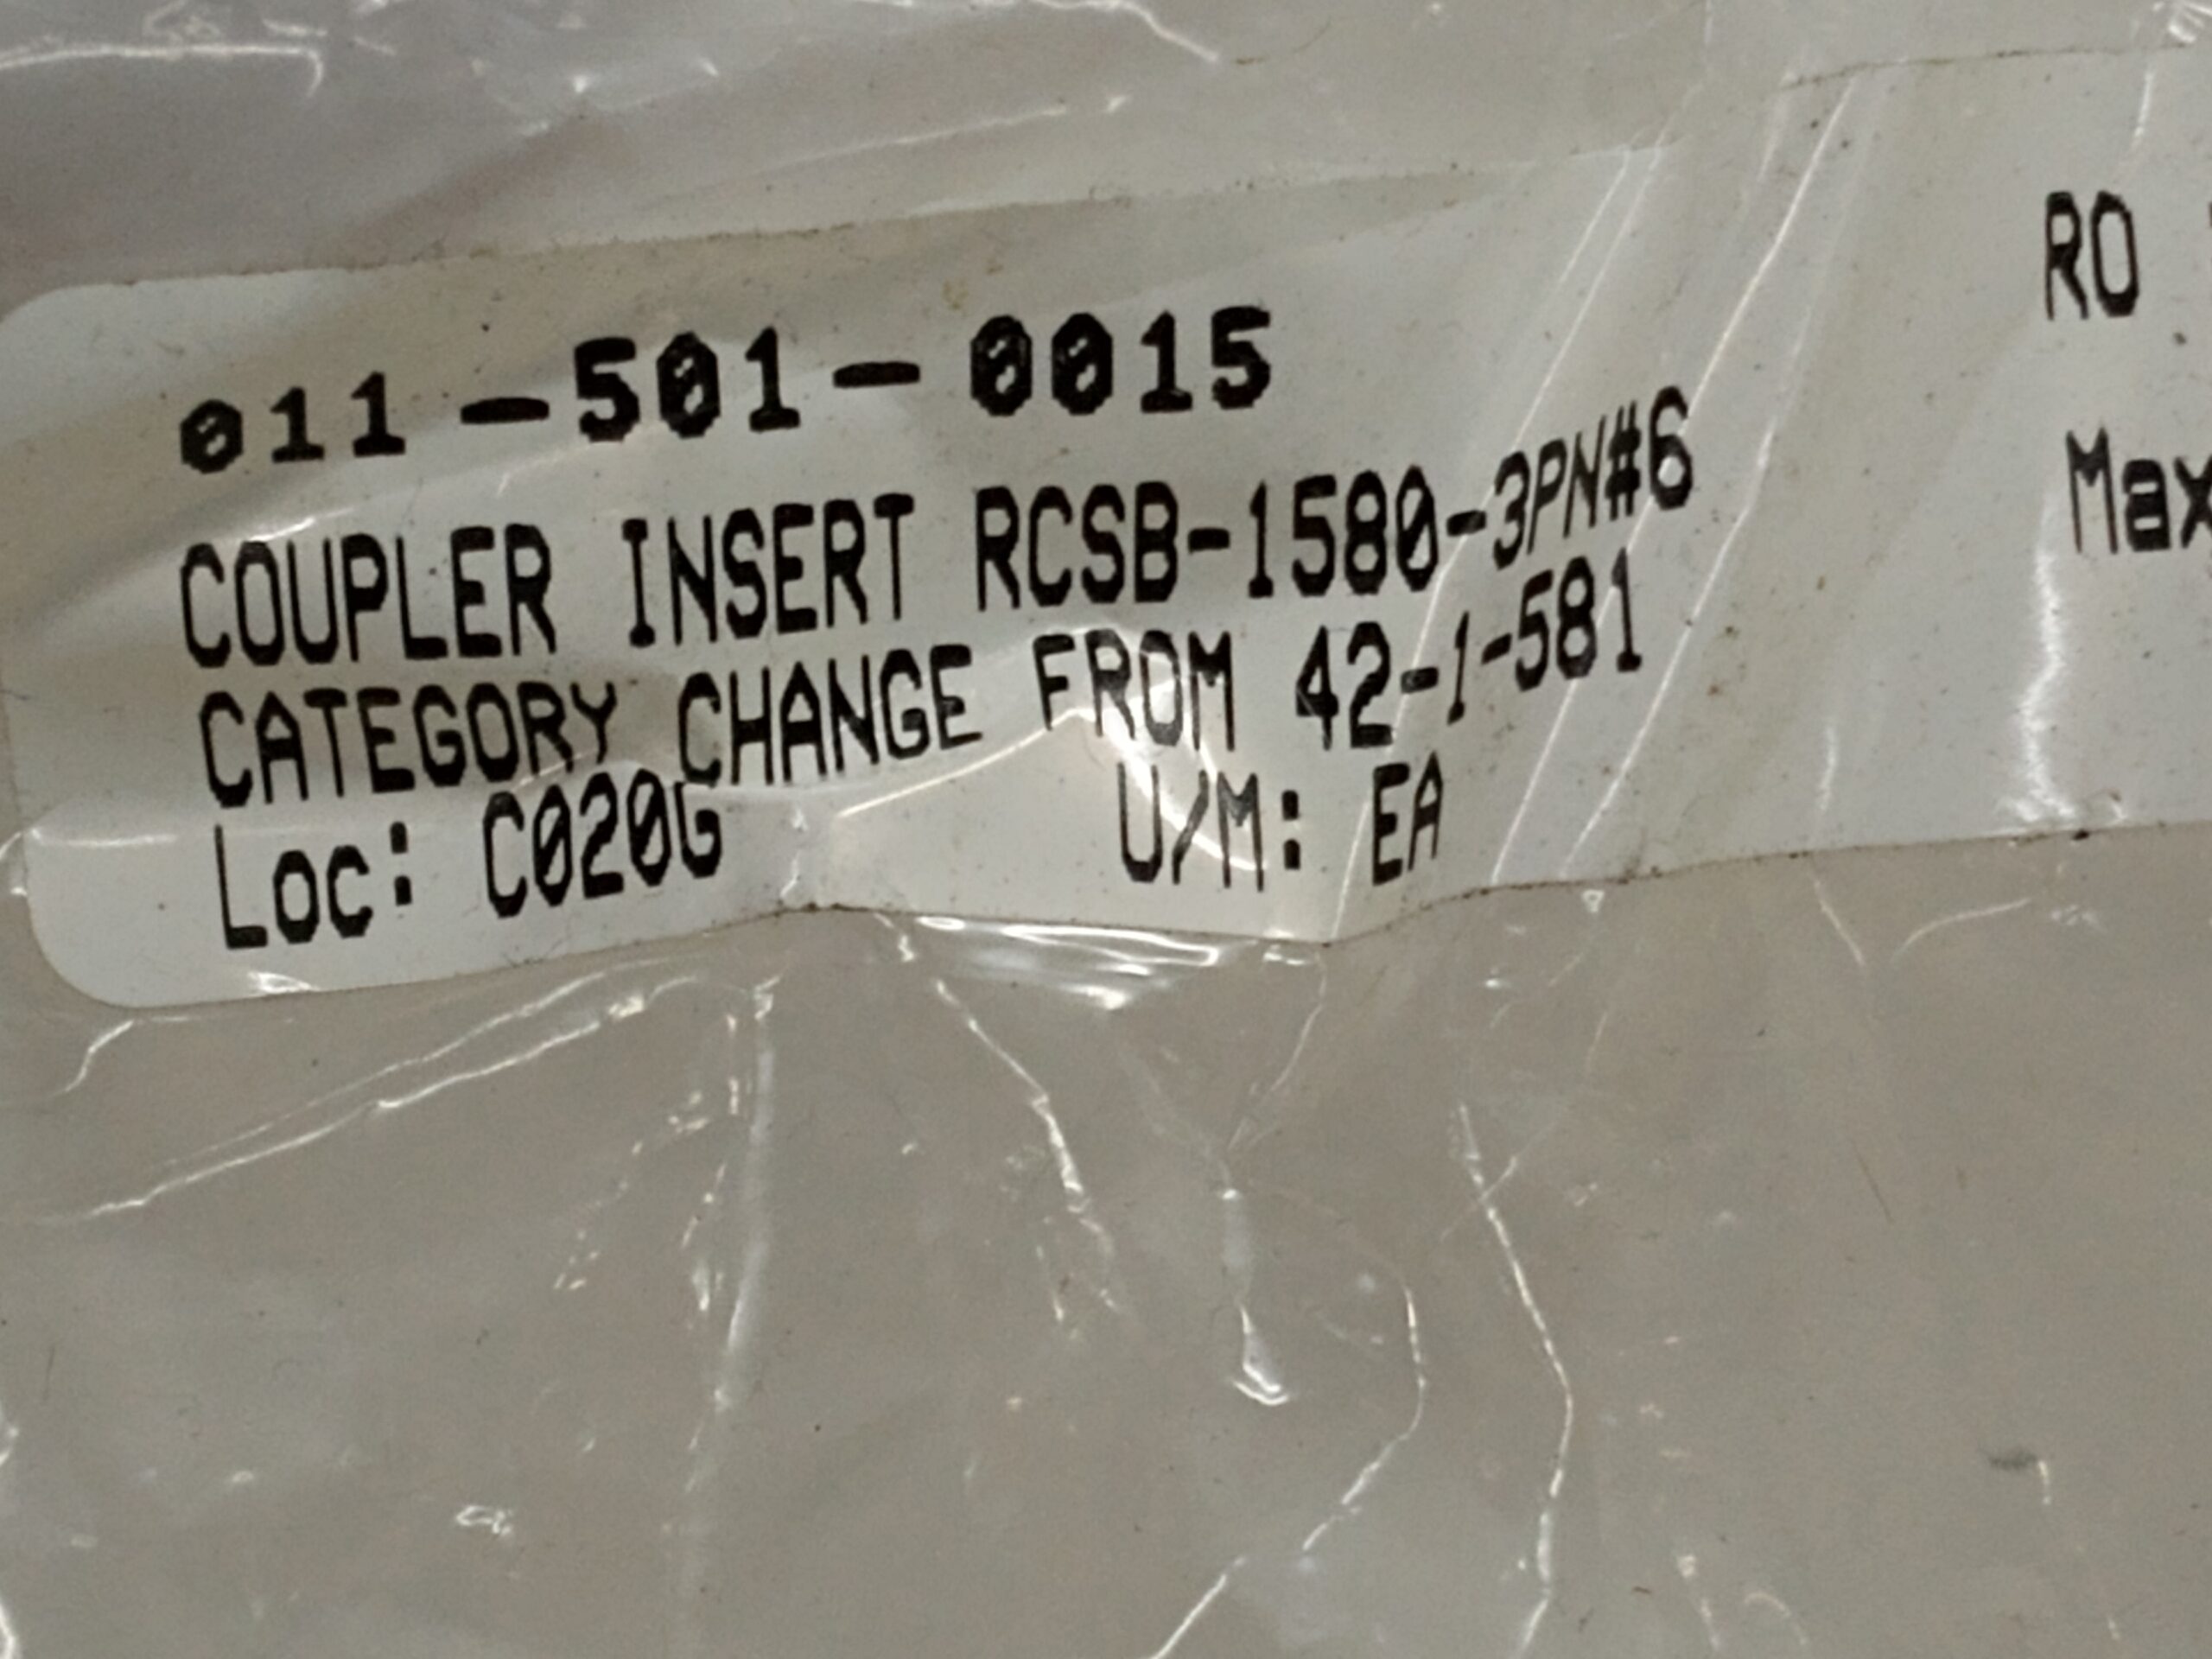 011-501-0015
COUPLER INSERT RCSB-1580-3PN#6
CATEGORY CHANGE FROM 42-1-581
Loc: C020G U/M: EA
RO
Max